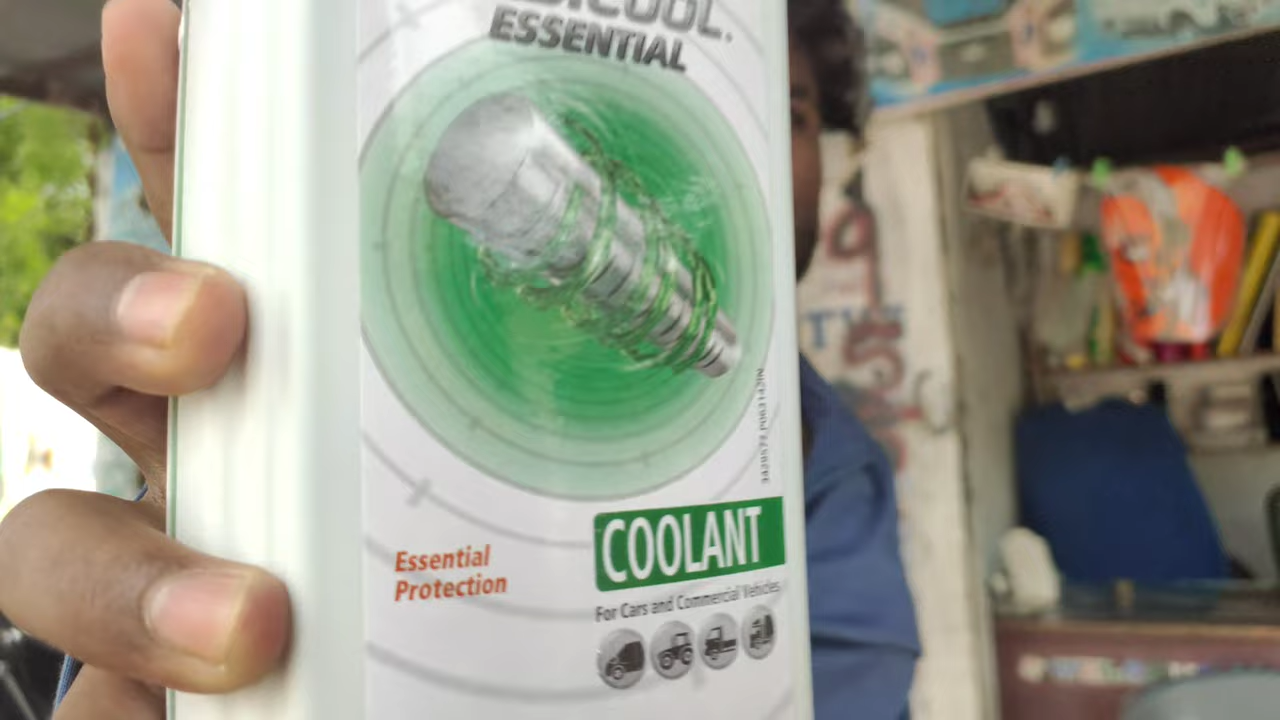 ESSENTIAL
COOLANT
Essential
Protection
For Cars and Commercial Vehicles